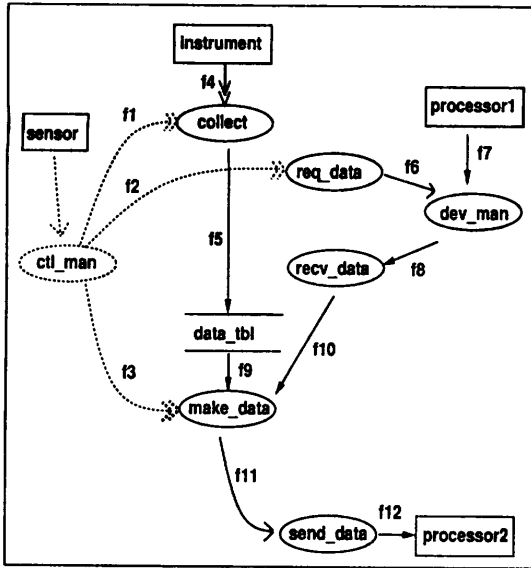 instrument
f4
f1
processor1
sensor
collect
f2
f6
f7
req_data
dev_man
f5
ctl_man
recv_data
f8
data_tbl
f10
f3
f9
make_data
f11
f12
send_data
processor2